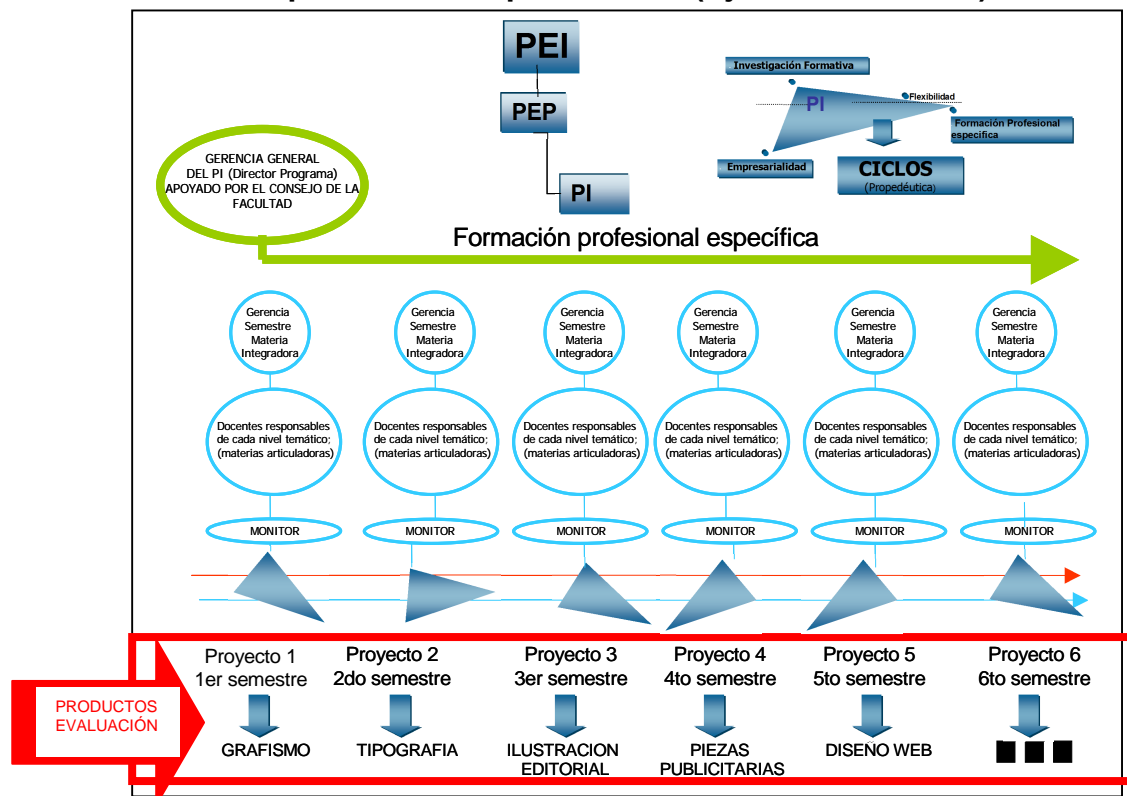 PEI
PEP
PI
Investigación Formativa
Flexibilidad
PI
Formación Profesional
especifica
Empresarialidad
CICLOS
(Propedéutica)
GERENCIA GENERAL
DEL PI (Director Programa)
APOYADO POR EL CONSEJO DE LA
FACULTAD
Formación profesional específica
Gerencia
Semestre
Materia
Integradora
Gerencia
Semestre
Materia
Integradora
Gerencia
Semestre
Materia
Integradora
Gerencia
Semestre
Materia
Integradora
Gerencia
Semestre
Materia
Integradora
Gerencia
Semestre
Materia
Integradora
Docentes responsables
de cada nivel temático;
(materias articuladoras)
Docentes responsables
de cada nivel temático;
(materias articuladoras)
Docentes responsables
de cada nivel temático;
(materias articuladoras)
Docentes responsables
de cada nivel temático;
(materias articuladoras)
Docentes responsables
de cada nivel temático;
(materias articuladoras)
Docentes responsables
de cada nivel temático;
(materias articuladoras)
MONITOR
MONITOR
MONITOR
MONITOR
MONITOR
MONITOR
PRODUCTOS
EVALUACIÓN
Proyecto 1
1er semestre
GRAFISMO
Proyecto 2
2do semestre
TIPOGRAFIA
Proyecto 3
3er semestre
ILUSTRACION
EDITORIAL
Proyecto 4
4to semestre
PIEZAS
PUBLICITARIAS
Proyecto 5
5to semestre
DISEÑO WEB
Proyecto 6
6to semestre